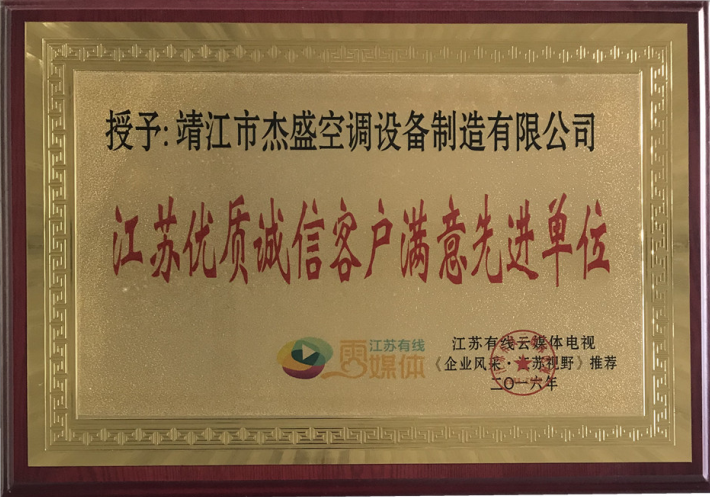 授予:靖江市杰盛空调设备制造有限公司
江苏优质诚信客户满意先进单位
江苏有线
云媒体
江苏有线云媒体电视
《企业风采·大苏视野》推荐
二〇一六年